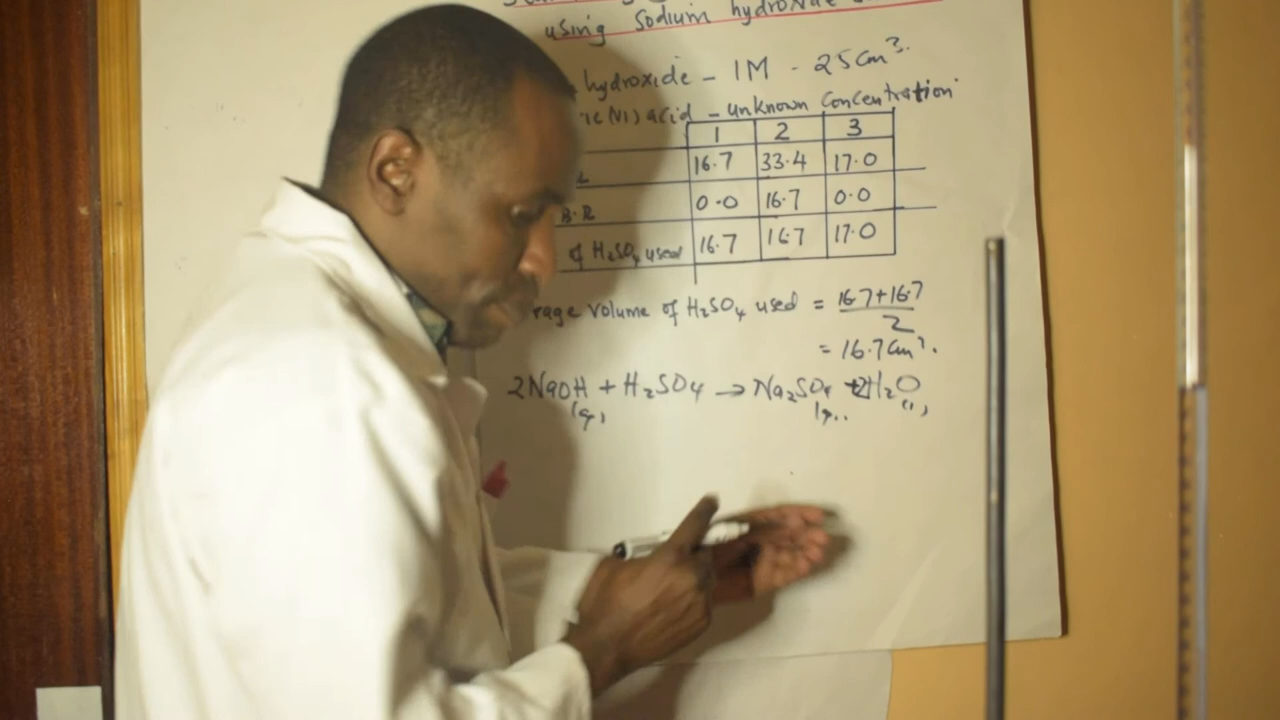 using Sodium hydroxide
hydroxide - 1M - 25cm³.
ic (VI) acid - unknown Concentration
1 2 3
16.7 33.4 17.0
B.R 0.0 16.7 0.0
of H₂SO₄ used 16.7 16.7 17.0
rage volume of H₂SO₄ used = 16.7+16.7
2
= 16.7cm³.
2NaOH + H₂SO₄ → Na₂SO₄ + 2H₂O